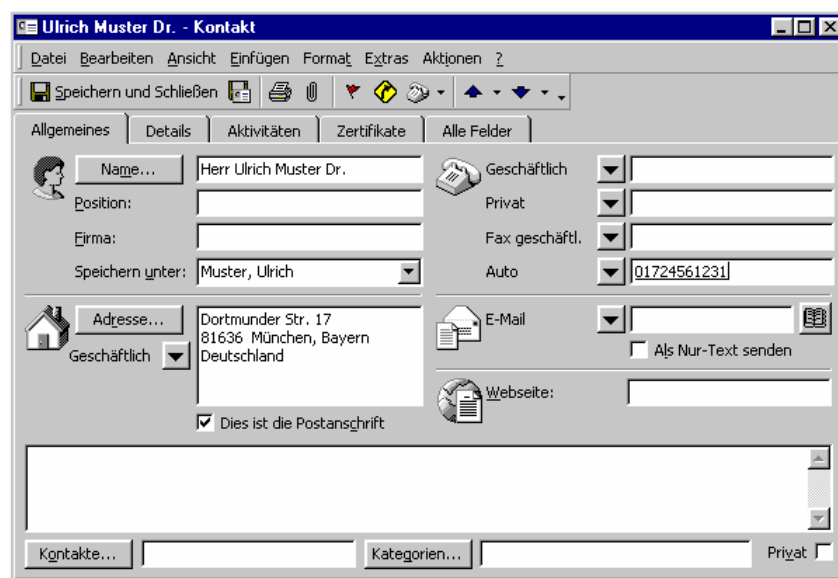 Ulrich Muster Dr. - Kontakt
Datei Bearbeiten Ansicht Einfügen Format Extras Aktionen ?
Speichern und Schließen
Allgemeines Details Aktivitäten Zertifikate Alle Felder
Name... Herr Ulrich Muster Dr.
Position:
Firma:
Speichern unter: Muster, Ulrich
Geschäftlich
Privat
Fax geschäftl.
Auto 01724561231
Adresse...
Geschäftlich
Dortmunder Str. 17
81636 München, Bayern
Deutschland
Dies ist die Postanschrift
E-Mail
Als Nur-Text senden
Webseite:
Kontakte... Kategorien... Privat